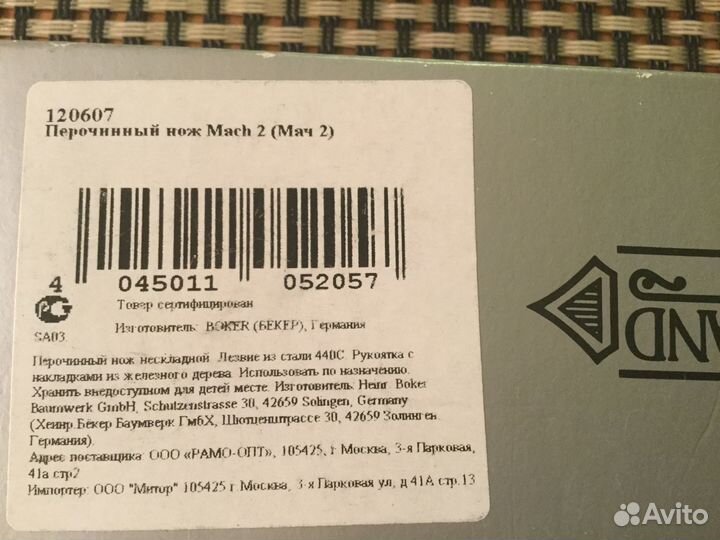 120607
Перочинный нож Mach 2 (Мач 2)
4 045011 052057
Товар сертифицирован
SA03
Изготовитель: BOKER (БЕКЕР), Германия
Перочинный нож нескладной. Лезвие из стали 440С. Рукоятка с
накладками из железного дерева. Использовать по назначению.
Хранить внедоступном для детей месте. Изготовитель: Heinr. Boker
Baumwerk GmbH, Schutzenstrasse 30, 42659 Solingen, Germany
(Хеинр.Бёкер Баумверк ГмбХ, Шютценштрассе 30, 42659 Золинген
Германия).
Адрес поставщика: ООО «РАМО-ОПТ», 105425, г Москва, 3-я Парковая,
41а стр2
Импортер: ООО "Митор" 105425 г Москва, 3-я Парковая ул, д 41А стр.13
AND
Avito